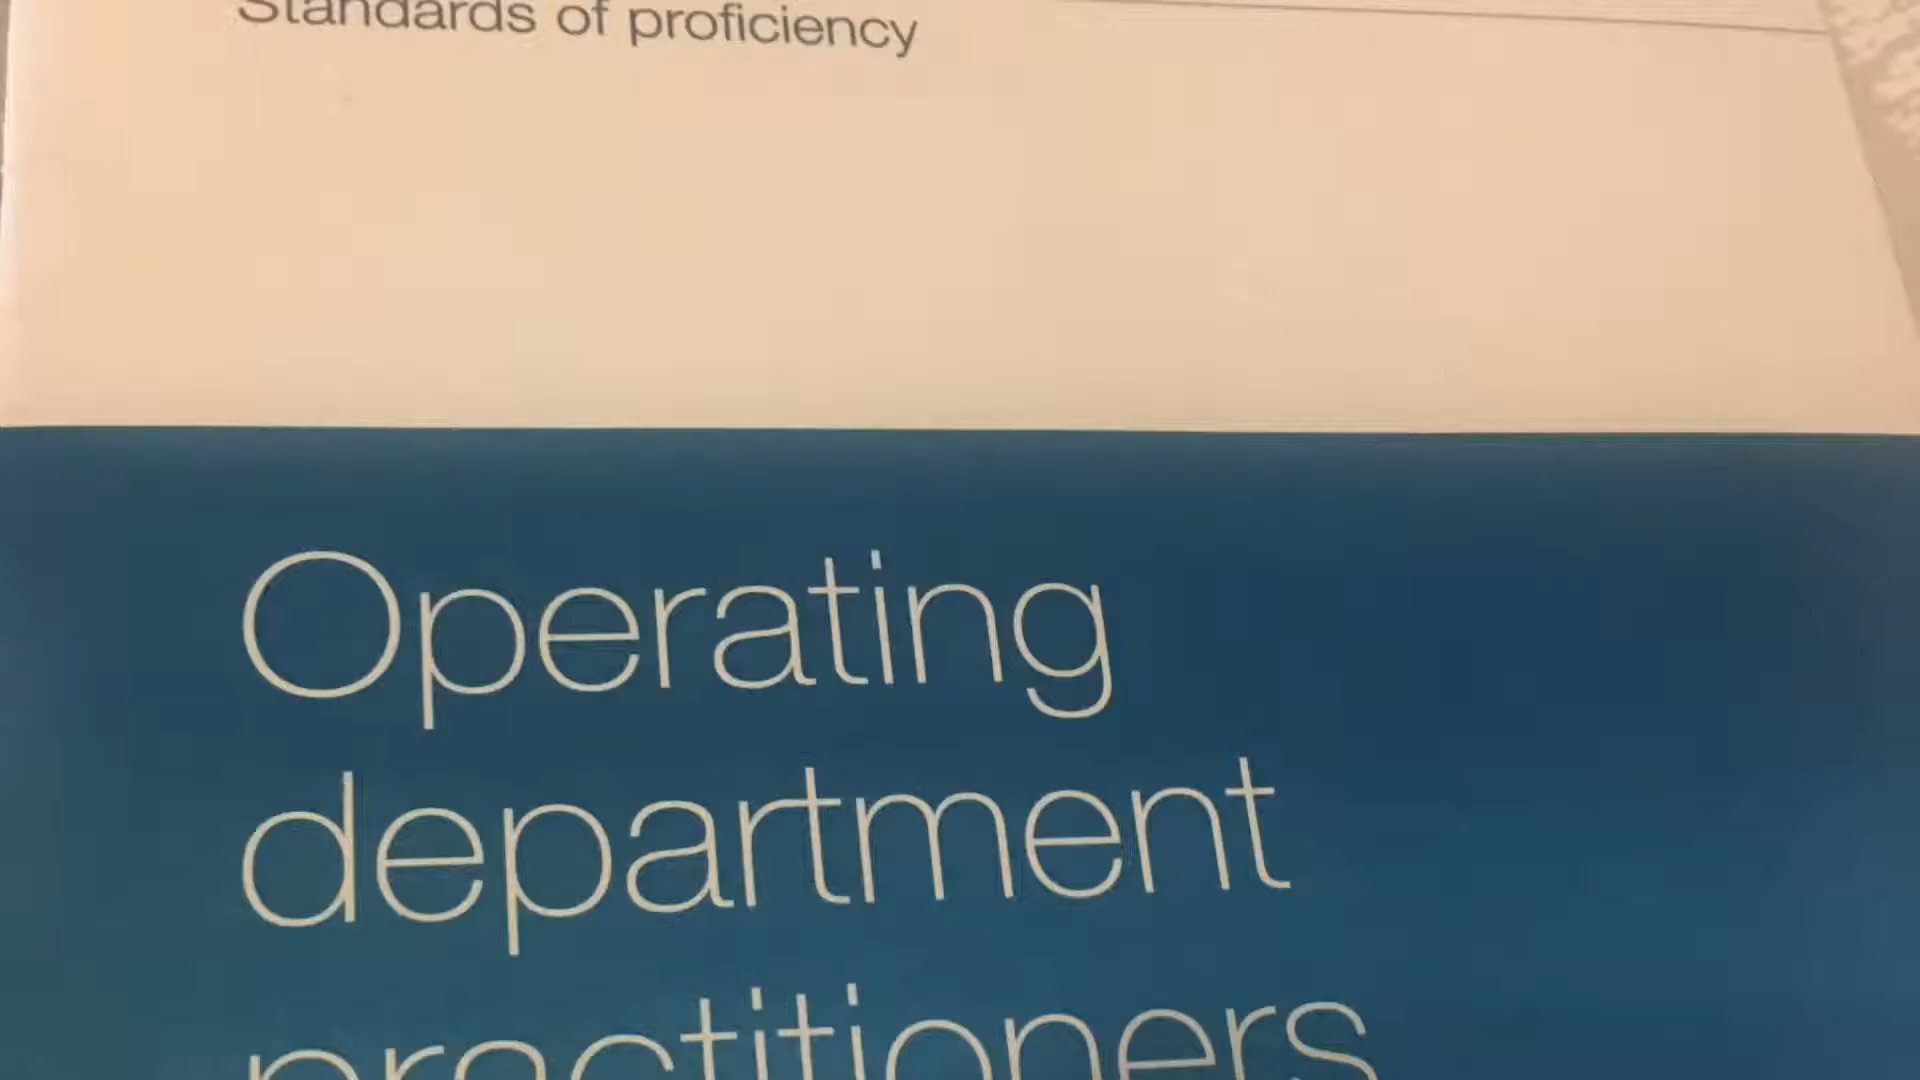 Standards of proficiency
Operating
department
practitioners